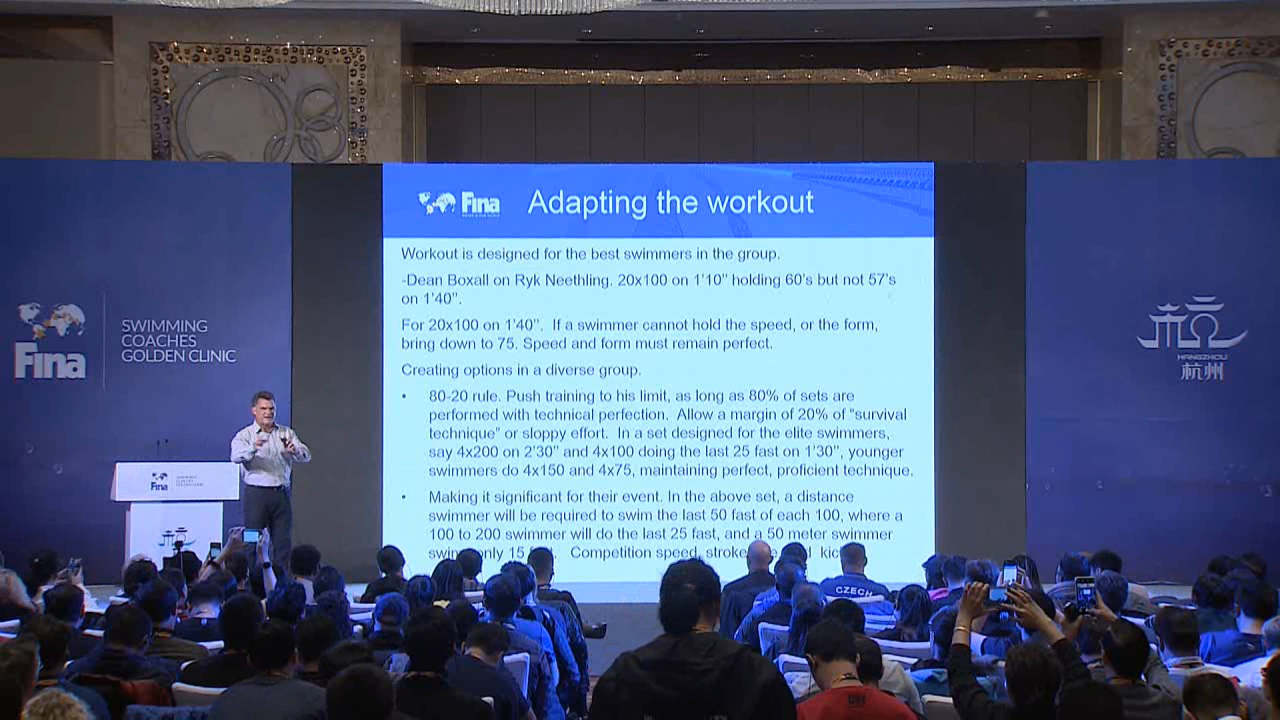 Fina
Adapting the workout
Workout is designed for the best swimmers in the group.
-Dean Boxall on Ryk Neethling. 20x100 on 1'10" holding 60's but not 57's
on 1'40".
For 20x100 on 1'40". If a swimmer cannot hold the speed, or the form,
bring down to 75. Speed and form must remain perfect.
Creating options in a diverse group.
• 80-20 rule. Push training to his limit, as long as 80% of sets are
performed with technical perfection. Allow a margin of 20% of "survival
technique" or sloppy effort. In a set designed for the elite swimmers,
say 4x200 on 2'30" and 4x100 doing the last 25 fast on 1'30", younger
swimmers do 4x150 and 4x75, maintaining perfect, proficient technique.
• Making it significant for their event. In the above set, a distance
swimmer will be required to swim the last 50 fast of each 100, where a
100 to 200 swimmer will do the last 25 fast, and a 50 meter swimmer
only 15 Competition speed, kic
Fina
SWIMMING
COACHES
GOLDEN CLINIC
HANGZHOU
杭州
Fina
CZECH